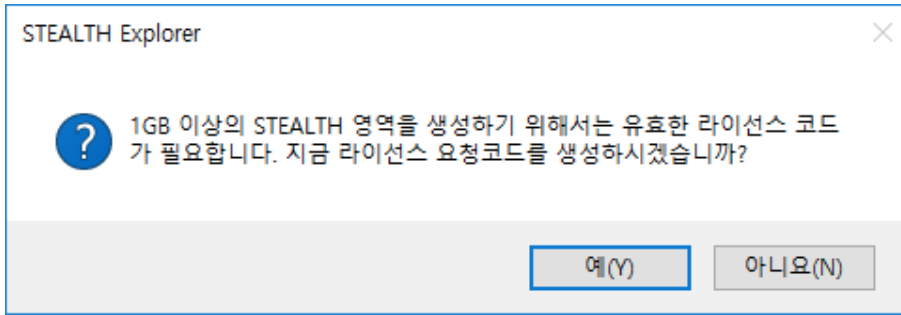 STEALTH Explorer
1GB 이상의 STEALTH 영역을 생성하기 위해서는 유효한 라이선스 코드
가 필요합니다. 지금 라이선스 요청코드를 생성하시겠습니까?
예(Y)
아니요(N)